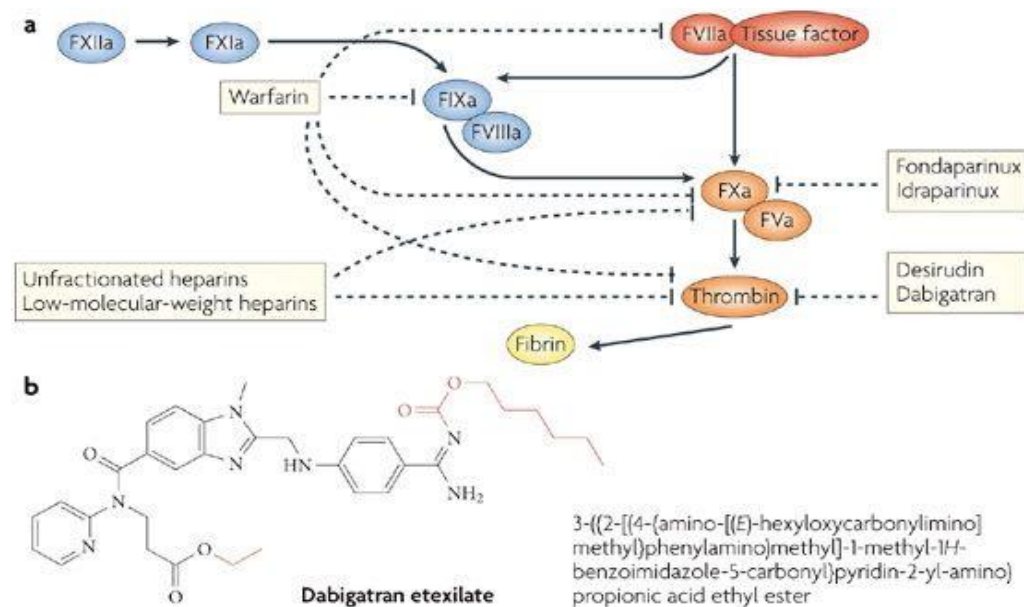 a
FXIIa
FXIa
FVIIa
Tissue factor
Warfarin
FIXa
FVIIIa
Fondaparinux
Idraparinux
FXa
FVa
Unfractionated heparins
Low-molecular-weight heparins
Desirudin
Dabigatran
Thrombin
Fibrin
b
O
O
N
N
N
O
HN
NH2
N
N
O
O
3-((2-[(4-(amino-[(E)-hexyloxycarbonylimino]
methyl)phenylamino)methyl]-1-methyl-1H-
benzoimidazole-5-carbonyl)pyridin-2-yl-amino)
propionic acid ethyl ester
Dabigatran etexilate